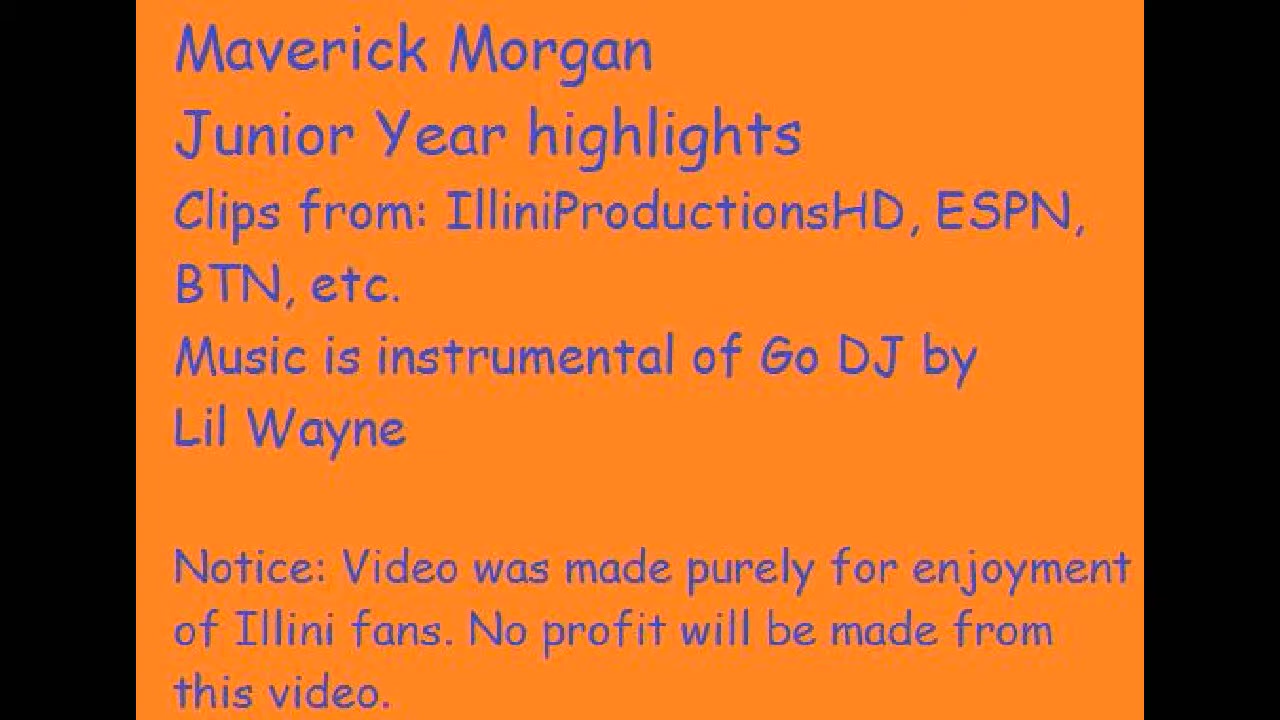 Maverick Morgan
Junior Year highlights
Clips from: IlliniProductionsHD, ESPN,
BTN, etc.
Music is instrumental of Go DJ by
Lil Wayne
Notice: Video was made purely for enjoyment
of Illini fans. No profit will be made from
this video.